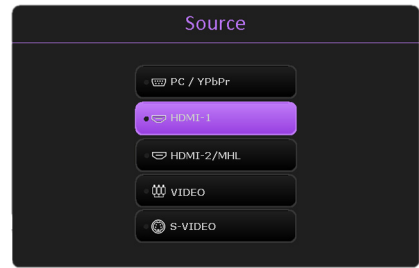 Source
PC / YPbPr
HDMI-1
HDMI-2/MHL
VIDEO
S-VIDEO